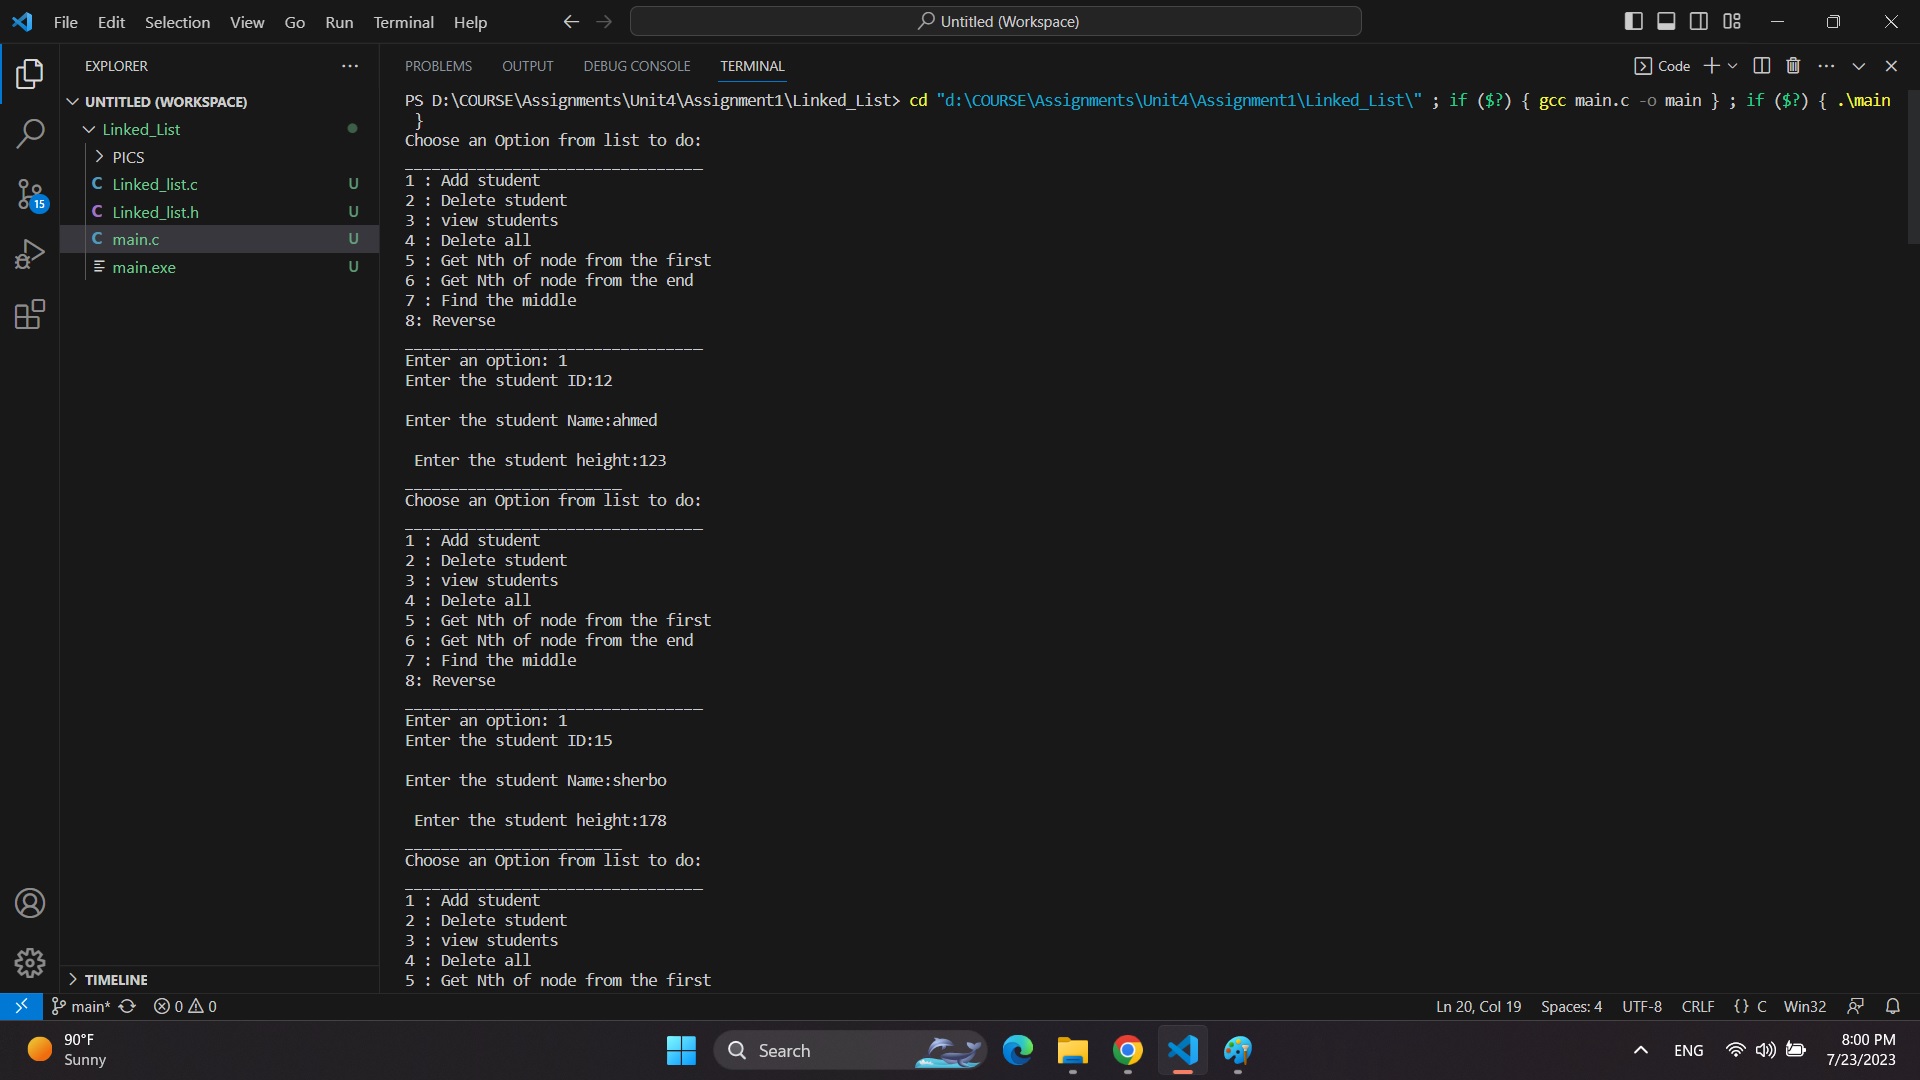 File Edit Selection View Go Run Terminal Help
Untitled (Workspace)
EXPLORER
PROBLEMS OUTPUT DEBUG CONSOLE TERMINAL
Code
UNTITLED (WORKSPACE)
Linked_List
PICS
C Linked_list.c U
C Linked_list.h U
C main.c U
main.exe U
15
TIMELINE
PS D:\COURSE\Assignments\Unit4\Assignment1\Linked_List> cd "d:\COURSE\Assignments\Unit4\Assignment1\Linked_List\" ; if ($?) { gcc main.c -o main } ; if ($?) { .\main
}
Choose an Option from list to do:
_________________________________
1 : Add student
2 : Delete student
3 : view students
4 : Delete all
5 : Get Nth of node from the first
6 : Get Nth of node from the end
7 : Find the middle
8: Reverse
_________________________________
Enter an option: 1
Enter the student ID:12
Enter the student Name:ahmed
Enter the student height:123
________________________
Choose an Option from list to do:
_________________________________
1 : Add student
2 : Delete student
3 : view students
4 : Delete all
5 : Get Nth of node from the first
6 : Get Nth of node from the end
7 : Find the middle
8: Reverse
_________________________________
Enter an option: 1
Enter the student ID:15
Enter the student Name:sherbo
Enter the student height:178
________________________
Choose an Option from list to do:
_________________________________
1 : Add student
2 : Delete student
3 : view students
4 : Delete all
5 : Get Nth of node from the first
main* 0 0
Ln 20, Col 19 Spaces: 4 UTF-8 CRLF {} C Win32
90°F
Sunny
Search
ENG
8:00 PM
7/23/2023